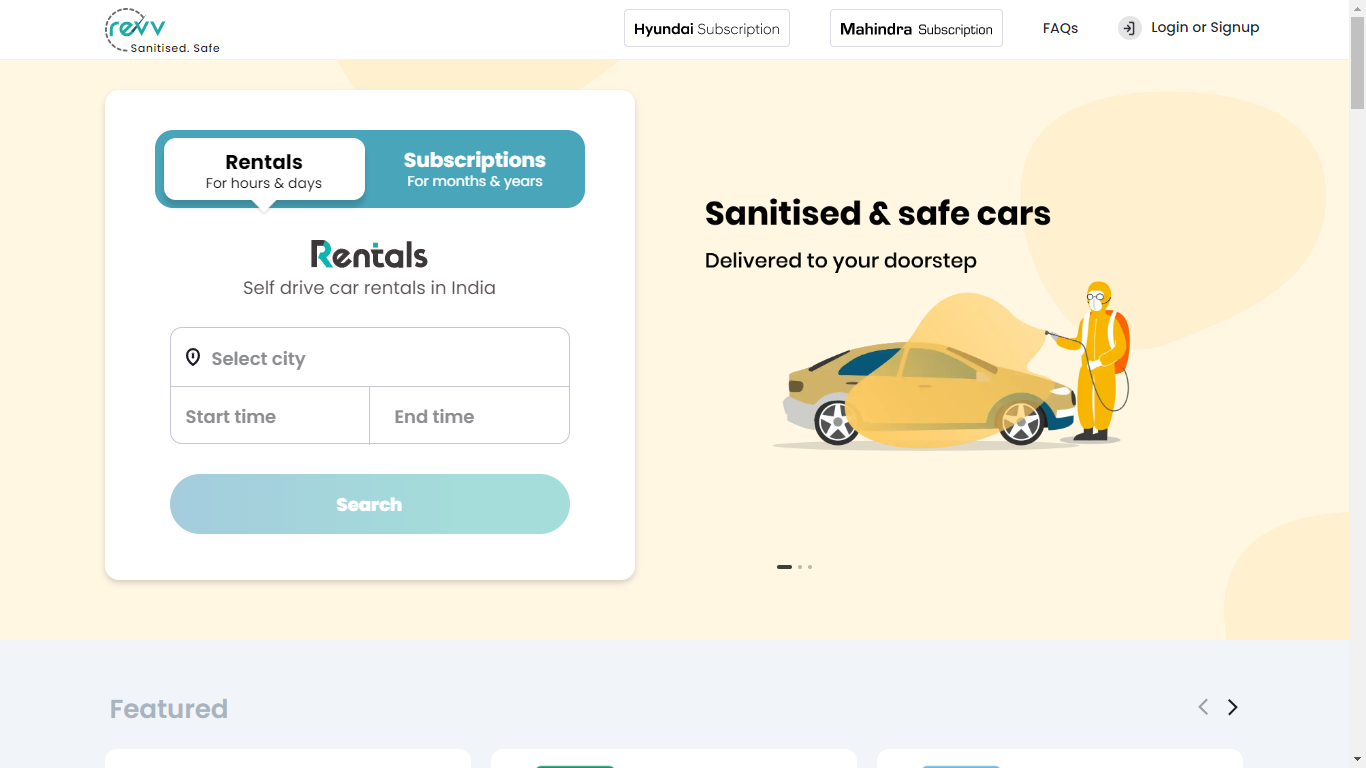 revv
Sanitised. Safe
Hyundai Subscription
Mahindra Subscription
FAQs
Login or Signup
Rentals
For hours & days
Subscriptions
For months & years
Rentals
Self drive car rentals in India
Select city
Start time
End time
Search
Sanitised & safe cars
Delivered to your doorstep
Featured